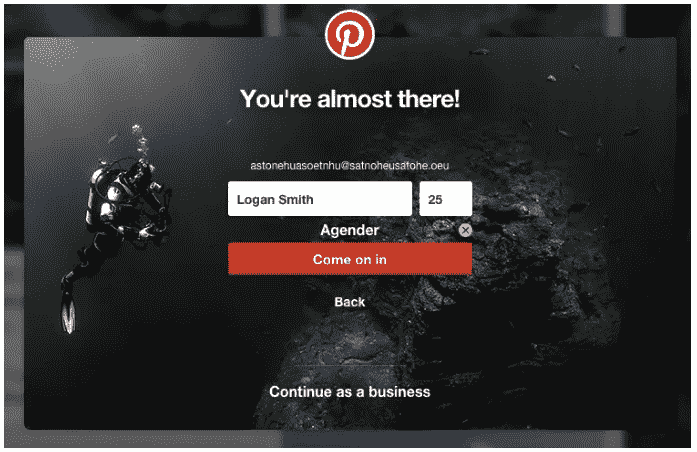 You're almost there!
astonehuasoetnhu@satnoheusatohe.oeu
Logan Smith 25
Agender
Come on in
Back
Continue as a business